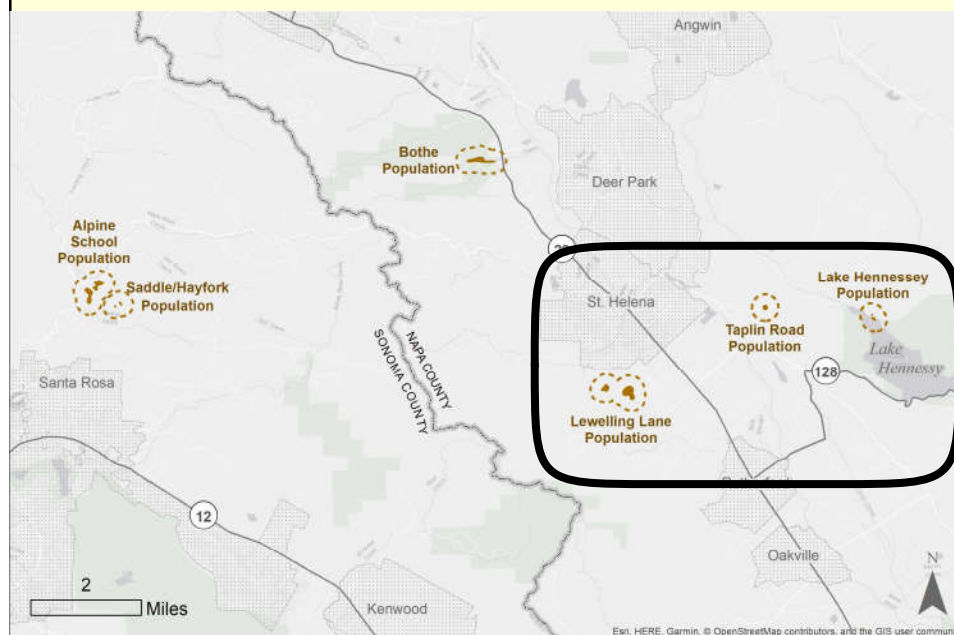 Angwin
Bothe
Population
Deer Park
Alpine
School
Population
Saddle/Hayfork
Population
St. Helena
Lake Hennessey
Population
Taplin Road
Population
Lake
Hennessy
128
NAPA COUNTY
SONOMA COUNTY
Santa Rosa
Lewelling Lane
Population
12
Oakville
2
Miles
Kenwood
N
Esri, HERE, Garmin, © OpenStreetMap contributors, and the GIS user